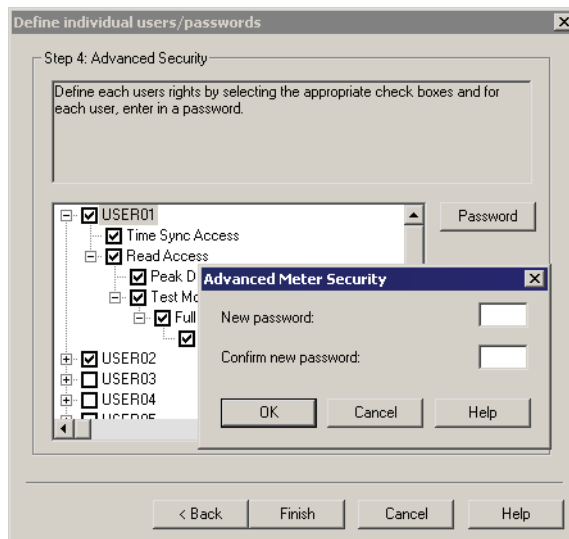 Define individual users/passwords
Step 4: Advanced Security
Define each users rights by selecting the appropriate check boxes and for
each user, enter in a password.
USER01
Password
Time Sync Access
Read Access
Peak D
Advanced Meter Security
Test Mo
New password:
Full
Confirm new password:
USER02
USER03
USER04
USER05
OK
Cancel
Help
< Back
Finish
Cancel
Help